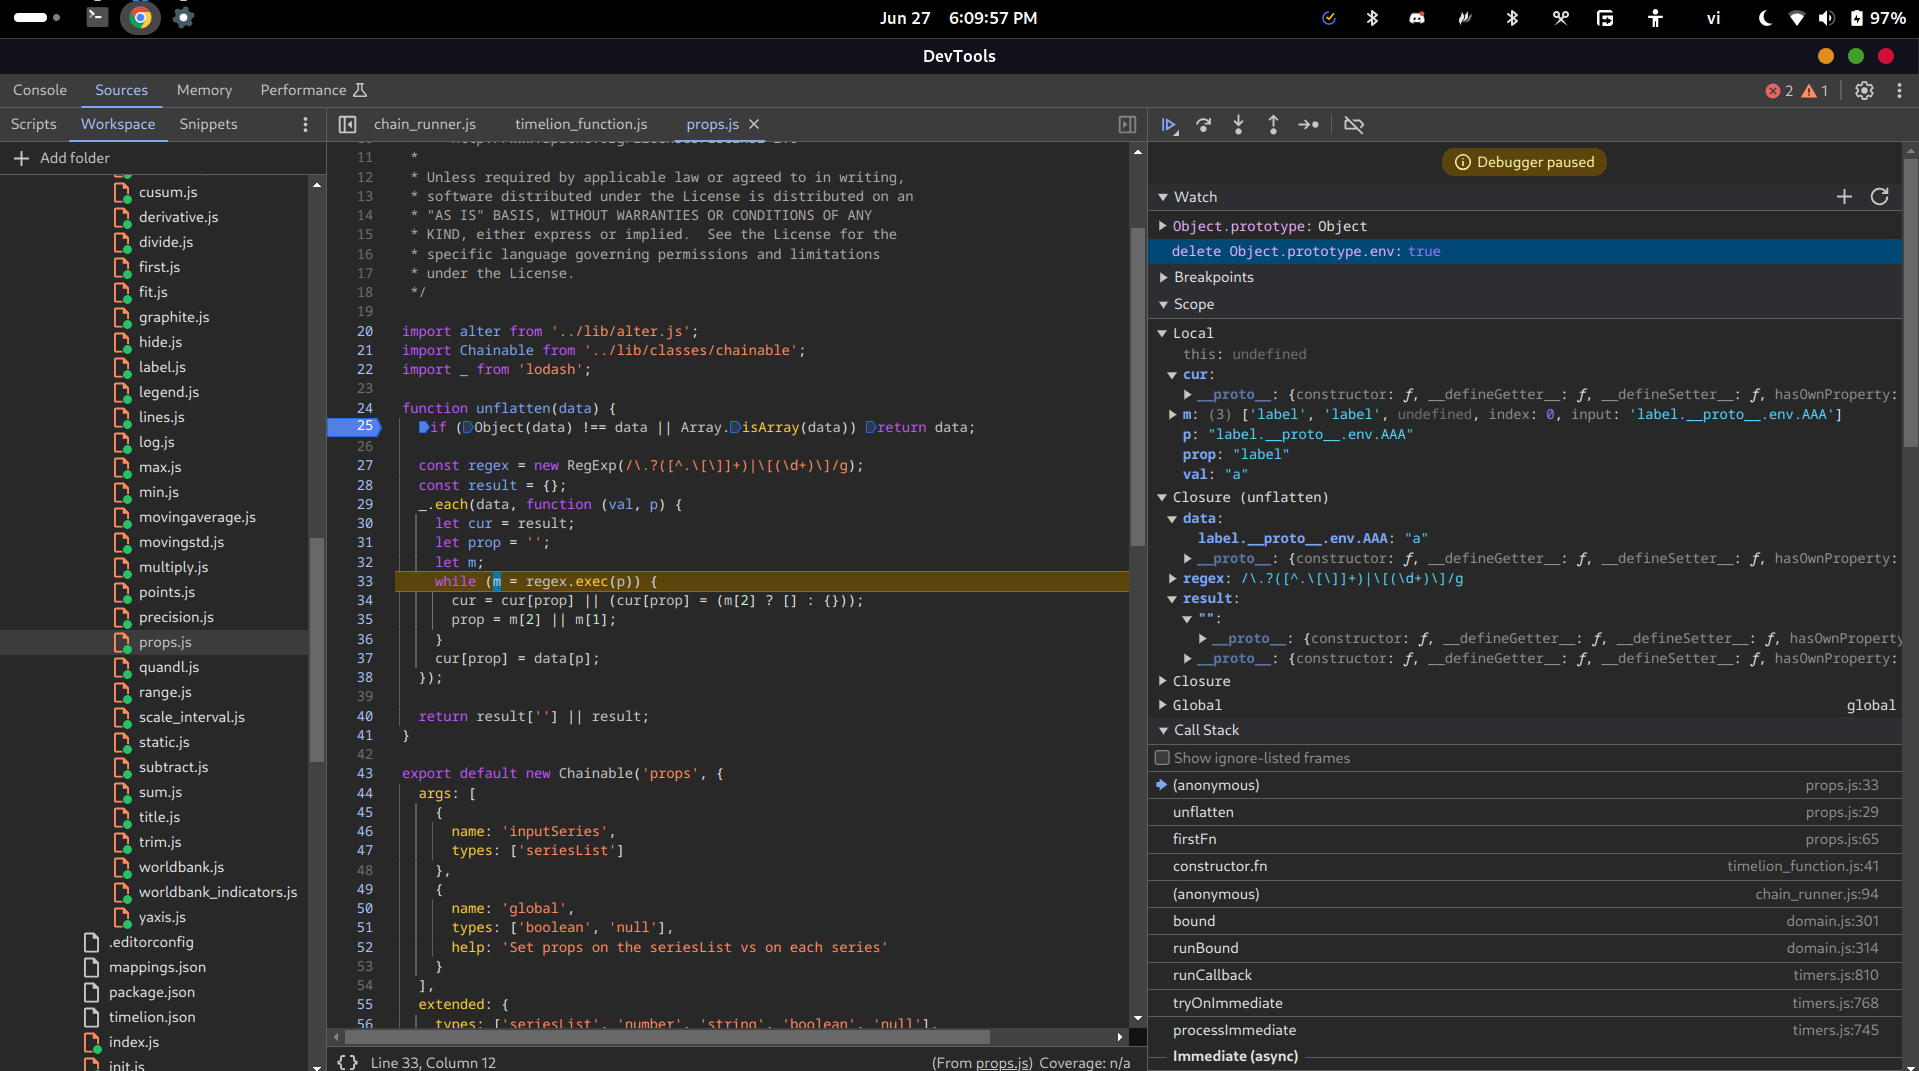 Jun 27 6:09:57 PM
vi
97%
DevTools
Console Sources Memory Performance
2 1
Scripts Workspace Snippets
chain_runner.js timelion_function.js props.js
Add folder
cusum.js
derivative.js
divide.js
first.js
fit.js
graphite.js
hide.js
label.js
legend.js
lines.js
log.js
max.js
min.js
movingaverage.js
movingstd.js
multiply.js
points.js
precision.js
props.js
quandl.js
range.js
scale_interval.js
static.js
subtract.js
sum.js
title.js
trim.js
worldbank.js
worldbank_indicators.js
yaxis.js
.editorconfig
mappings.json
package.json
timelion.json
index.js
init.js
11 *
12 * Unless required by applicable law or agreed to in writing,
13 * software distributed under the License is distributed on an
14 * "AS IS" BASIS, WITHOUT WARRANTIES OR CONDITIONS OF ANY
15 * KIND, either express or implied.  See the License for the
16 * specific language governing permissions and limitations
17 * under the License.
18 */
19
20 import alter from '../lib/alter.js';
21 import Chainable from '../lib/classes/chainable';
22 import _ from 'lodash';
23
24 function unflatten(data) {
25 if (Object(data) !== data || Array.isArray(data)) return data;
26
27 const regex = new RegExp(/\.?([^.\[\]]+)|\[(\d+)\]/g);
28 const result = {};
29 _.each(data, function (val, p) {
30 let cur = result;
31 let prop = '';
32 let m;
33 while (m = regex.exec(p)) {
34 cur = cur[prop] || (cur[prop] = (m[2] ? [] : {}));
35 prop = m[2] || m[1];
36 }
37 cur[prop] = data[p];
38 });
39
40 return result[''] || result;
41 }
42
43 export default new Chainable('props', {
44 args: [
45 {
46 name: 'inputSeries',
47 types: ['seriesList']
48 },
49 {
50 name: 'global',
51 types: ['boolean', 'null'],
52 help: 'Set props on the seriesList vs on each series'
53 }
54 ],
55 extended: {
56 types: ['seriesList', 'number', 'string', 'boolean', 'null'],
{} Line 33, Column 12 (From props.js) Coverage: n/a
Debugger paused
Watch
Object.prototype: Object
delete Object.prototype.env: true
Breakpoints
Scope
Local
this: undefined
cur:
__proto__: {constructor: ƒ, __defineGetter__: ƒ, __defineSetter__: ƒ, hasOwnProperty:
m: (3) ['label', 'label', undefined, index: 0, input: 'label.__proto__.env.AAA']
p: "label.__proto__.env.AAA"
prop: "label"
val: "a"
Closure (unflatten)
data:
label.__proto__.env.AAA: "a"
__proto__: {constructor: ƒ, __defineGetter__: ƒ, __defineSetter__: ƒ, hasOwnProperty:
regex: /\.?([^.\[\]]+)|\[(\d+)\]/g
result:
"":
__proto__: {constructor: ƒ, __defineGetter__: ƒ, __defineSetter__: ƒ, hasOwnProperty
__proto__: {constructor: ƒ, __defineGetter__: ƒ, __defineSetter__: ƒ, hasOwnProperty:
Closure
Global global
Call Stack
Show ignore-listed frames
(anonymous) props.js:33
unflatten props.js:29
firstFn props.js:65
constructor.fn timelion_function.js:41
(anonymous) chain_runner.js:94
bound domain.js:301
runBound domain.js:314
runCallback timers.js:810
tryOnImmediate timers.js:768
processImmediate timers.js:745
Immediate (async)